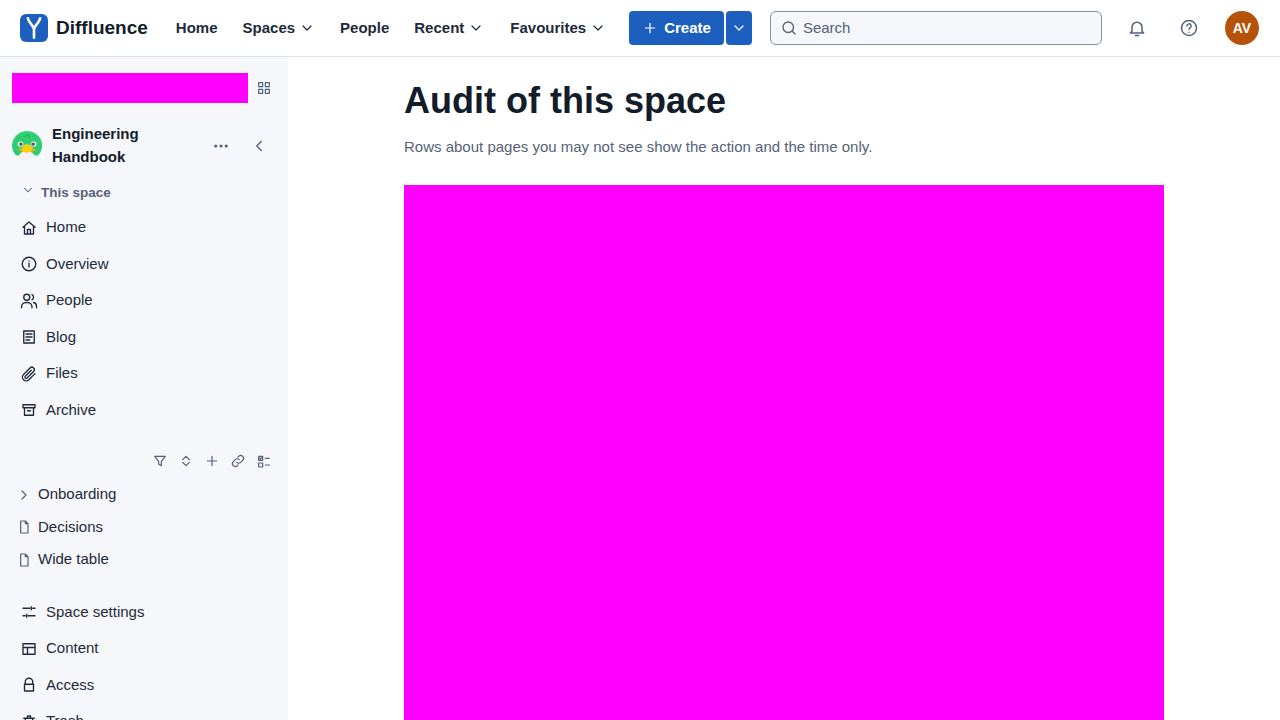 Diffluence Home Spaces People Recent Favourites Create Search AV
Engineering
Handbook
This space
Home
Overview
People
Blog
Files
Archive
Onboarding
Decisions
Wide table
Space settings
Content
Access
Trash
Audit of this space
Rows about pages you may not see show the action and the time only.